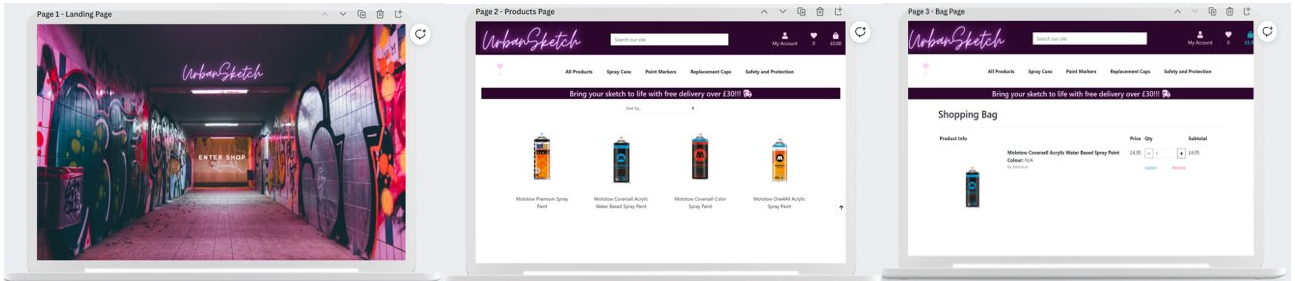 Page 1 - Landing Page
UrbanSketch
ENTER SHOP
Page 2 - Products Page
UrbanSketch
Search our site
My Account
0
£0.00
All Products
Spray Cans
Paint Markers
Replacement Caps
Safety and Protection
Bring your sketch to life with free delivery over £30!!!
Sort by...
Molotow Premium Spray
Paint
Molotow Coversall Acrylic
Water Based Spray Paint
Molotow Coversall Color
Spray Paint
Molotow One4All Acrylic
Spray Paint
Page 3 - Bag Page
UrbanSketch
Search our site
My Account
0
All Products
Spray Cans
Paint Markers
Replacement Caps
Safety and Protection
Bring your sketch to life with free delivery over £30!!!
Shopping Bag
Product Info
Price
Qty
Subtotal
Molotow Coversall Acrylic Water Based Spray Paint
£4.95
1
£4.95
Colour: N/A
by Molotow